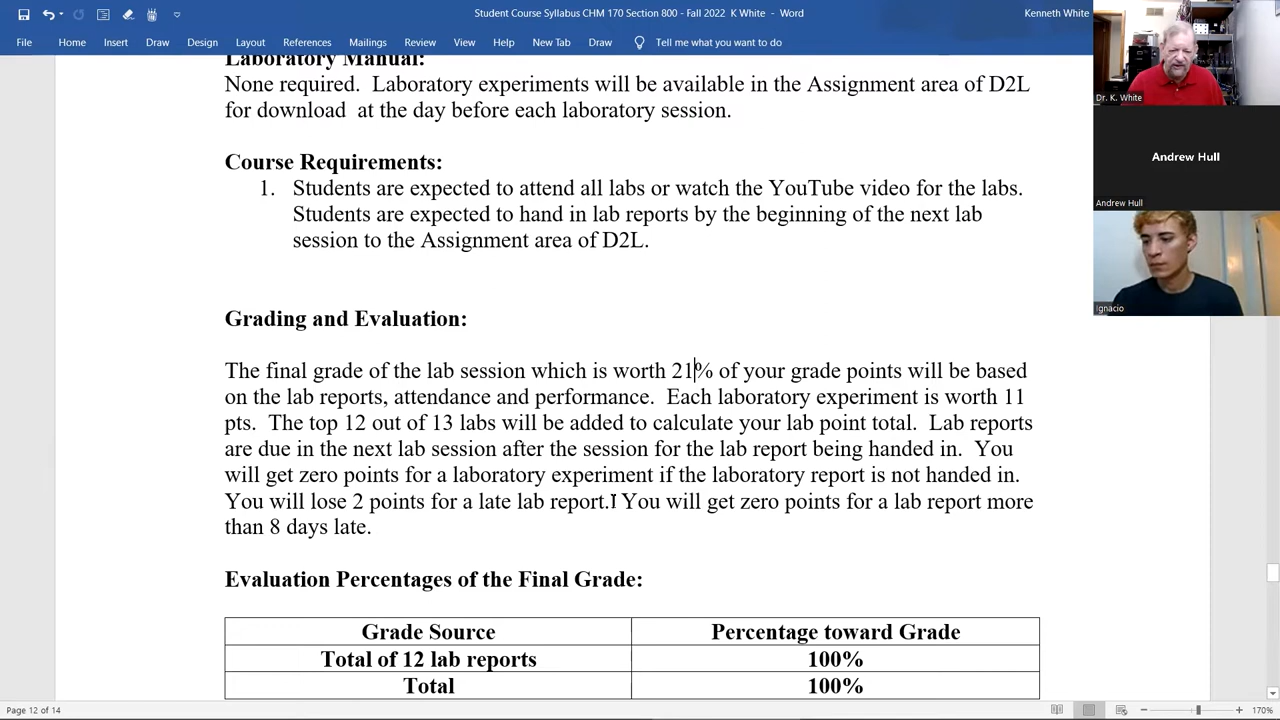 Student Course Syllabus CHM 170 Section 800 - Fall 2022  K White - Word
Kenneth White
File Home Insert Draw Design Layout References Mailings Review View Help New Tab Draw Tell me what you want to do
Laboratory Manual:
None required.  Laboratory experiments will be available in the Assignment area of D2L
for download  at the day before each laboratory session.
Course Requirements:
1. Students are expected to attend all labs or watch the YouTube video for the labs.
Students are expected to hand in lab reports by the beginning of the next lab
session to the Assignment area of D2L.
Grading and Evaluation:
The final grade of the lab session which is worth 21% of your grade points will be based
on the lab reports, attendance and performance.  Each laboratory experiment is worth 11
pts.  The top 12 out of 13 labs will be added to calculate your lab point total.  Lab reports
are due in the next lab session after the session for the lab report being handed in.  You
will get zero points for a laboratory experiment if the laboratory report is not handed in.
You will lose 2 points for a late lab report.  You will get zero points for a lab report more
than 8 days late.
Evaluation Percentages of the Final Grade:
Grade Source Percentage toward Grade
Total of 12 lab reports 100%
Total 100%
Page 12 of 14
170%
Dr. K. White
Andrew Hull
Andrew Hull
Ignacio